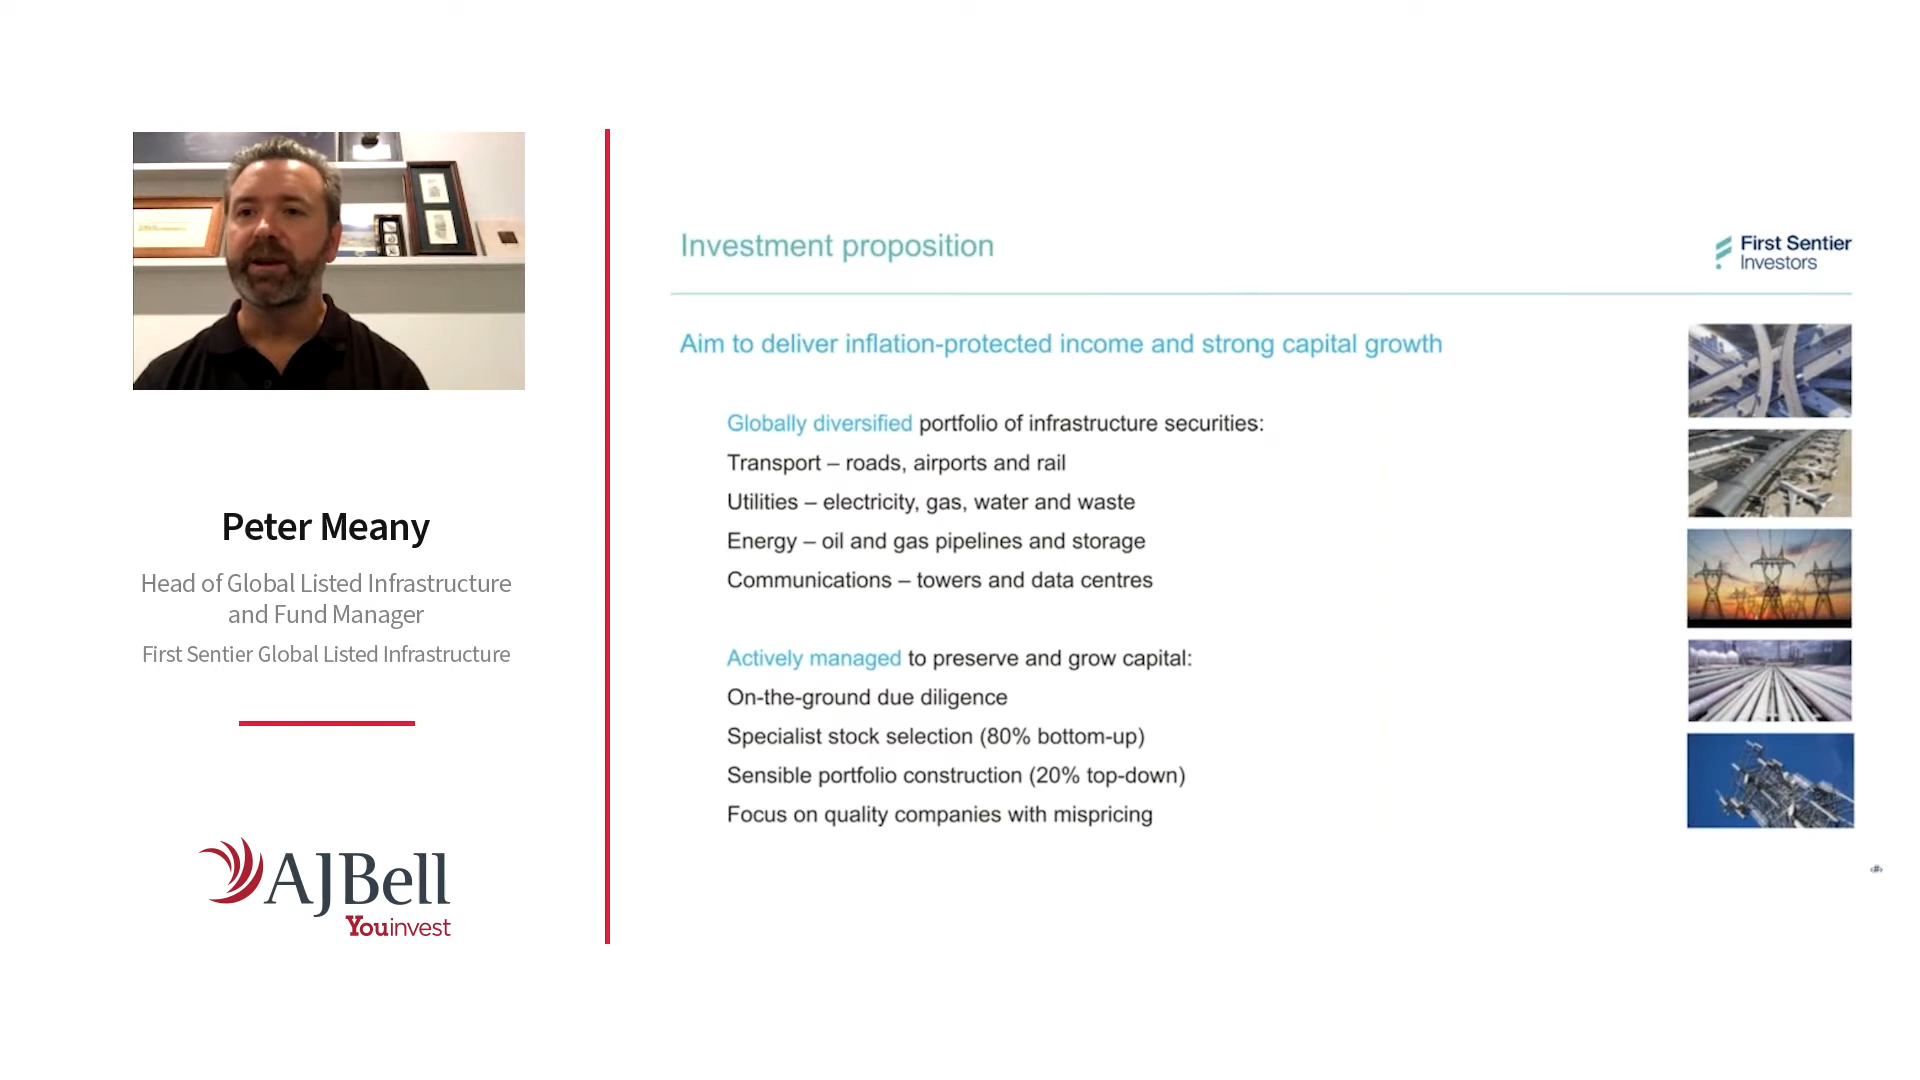 Peter Meany
Head of Global Listed Infrastructure
and Fund Manager
First Sentier Global Listed Infrastructure
AJBell
Youinvest
Investment proposition
First Sentier
Investors
Aim to deliver inflation-protected income and strong capital growth
Globally diversified portfolio of infrastructure securities:
Transport – roads, airports and rail
Utilities – electricity, gas, water and waste
Energy – oil and gas pipelines and storage
Communications – towers and data centres
Actively managed to preserve and grow capital:
On-the-ground due diligence
Specialist stock selection (80% bottom-up)
Sensible portfolio construction (20% top-down)
Focus on quality companies with mispricing